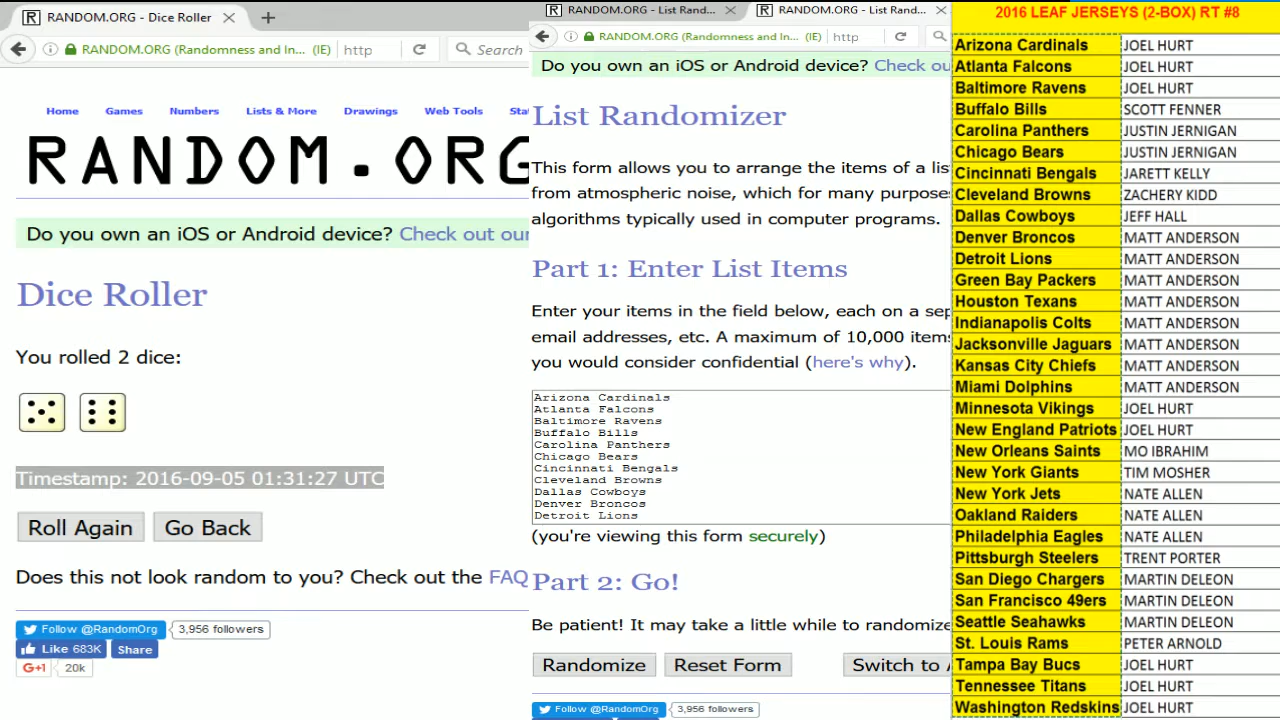 RANDOM.ORG - Dice Roller
RANDOM.ORG (Randomness and In... (IE)
http
Search
Home Games Numbers Lists & More Drawings Web Tools Stat
RANDOM.ORG
Do you own an iOS or Android device? Check out our
Dice Roller
You rolled 2 dice:
Timestamp: 2016-09-05 01:31:27 UTC
Roll Again Go Back
Does this not look random to you? Check out the FAQ
Follow @RandomOrg 3,956 followers
Like 683K Share
G+1 20k
RANDOM.ORG - List Rand...
RANDOM.ORG - List Rand...
RANDOM.ORG (Randomness and In... (IE)
http
Do you own an iOS or Android device? Check ou
List Randomizer
This form allows you to arrange the items of a lis
from atmospheric noise, which for many purposes
algorithms typically used in computer programs.
Part 1: Enter List Items
Enter your items in the field below, each on a sep
email addresses, etc. A maximum of 10,000 items
you would consider confidential (here's why).
Arizona Cardinals
Atlanta Falcons
Baltimore Ravens
Buffalo Bills
Carolina Panthers
Chicago Bears
Cincinnati Bengals
Cleveland Browns
Dallas Cowboys
Denver Broncos
Detroit Lions
(you're viewing this form securely)
Part 2: Go!
Be patient! It may take a little while to randomize
Randomize Reset Form Switch to A
Follow @RandomOrg 3,956 followers
2016 LEAF JERSEYS (2-BOX) RT #8
Arizona Cardinals JOEL HURT
Atlanta Falcons JOEL HURT
Baltimore Ravens JOEL HURT
Buffalo Bills SCOTT FENNER
Carolina Panthers JUSTIN JERNIGAN
Chicago Bears JUSTIN JERNIGAN
Cincinnati Bengals JARETT KELLY
Cleveland Browns ZACHERY KIDD
Dallas Cowboys JEFF HALL
Denver Broncos MATT ANDERSON
Detroit Lions MATT ANDERSON
Green Bay Packers MATT ANDERSON
Houston Texans MATT ANDERSON
Indianapolis Colts MATT ANDERSON
Jacksonville Jaguars MATT ANDERSON
Kansas City Chiefs MATT ANDERSON
Miami Dolphins MATT ANDERSON
Minnesota Vikings JOEL HURT
New England Patriots JOEL HURT
New Orleans Saints MO IBRAHIM
New York Giants TIM MOSHER
New York Jets NATE ALLEN
Oakland Raiders NATE ALLEN
Philadelphia Eagles NATE ALLEN
Pittsburgh Steelers TRENT PORTER
San Diego Chargers MARTIN DELEON
San Francisco 49ers MARTIN DELEON
Seattle Seahawks MARTIN DELEON
St. Louis Rams PETER ARNOLD
Tampa Bay Bucs JOEL HURT
Tennessee Titans JOEL HURT
Washington Redskins JOEL HURT